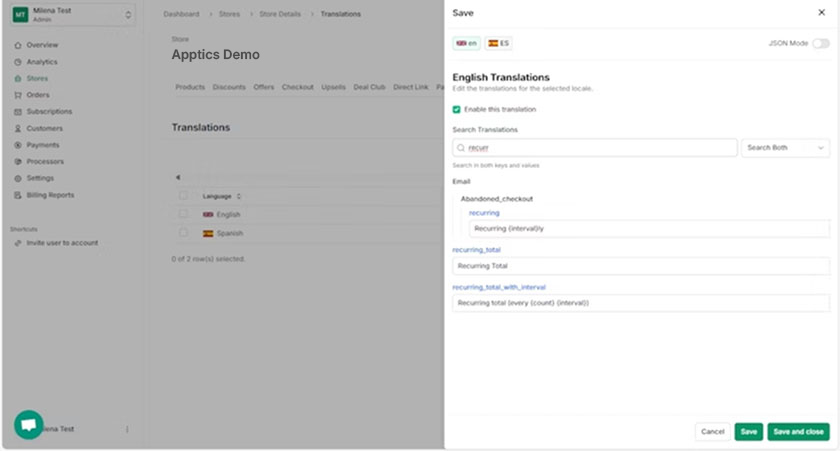 MT
Milena Test
Admin
Overview
Analytics
Stores
Orders
Subscriptions
Customers
Payments
Processors
Settings
Billing Reports
Shortcuts
Invite user to account
lena Test
Dashboard > Stores > Store Details > Translations
Store
Apptics Demo
Products Discounts Offers Checkout Upsells Deal Club Direct Link Pa
Translations
Language
English
Spanish
0 of 2 row(s) selected.
Save
en ES
JSON Mode
English Translations
Edit the translations for the selected locale.
Enable this translation
Search Translations
recurr
Search Both
Search in both keys and values
Email
Abandoned_checkout
recurring
Recurring {interval}ly
recurring_total
Recurring Total
recurring_total_with_interval
Recurring total (every {count} {interval})
Cancel Save Save and close